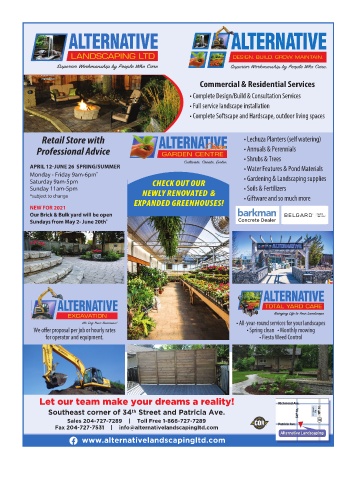 ALTERNATIVE
LANDSCAPING LTD
Superior Workmanship by People Who Care
ALTERNATIVE
DESIGN. BUILD. GROW. MAINTAIN.
Superior Workmanship by People Who Care.
Commercial & Residential Services
• Complete Design/Build & Consultation Services
• Full service landscape installation
• Complete Softscape and Hardscape, outdoor living spaces
Retail Store with
Professional Advice
APRIL 12-JUNE 26 SPRING/SUMMER
Monday - Friday 9am-6pm*
Saturday 9am-5pm
Sunday 11am-5pm
*subject to change
NEW FOR 2021
Our Brick & Bulk yard will be open
Sundays from May 2- June 20th*
ALTERNATIVE
GARDEN CENTRE
CHECK OUT OUR
NEWLY RENOVATED &
EXPANDED GREENHOUSES!
• Lechuza Planters (self watering)
• Annuals & Perennials
• Shrubs & Trees
• Water Features & Pond Materials
• Gardening & Landscaping supplies
• Soils & Fertilizers
• Giftware and so much more
barkman
Concrete Dealer
BELGARD
ALTERNATIVE
EXCAVATION
We offer proposal per job or hourly rates
for operator and equipment.
ALTERNATIVE
TOTAL YARD CARE
Bringing Life to Your Landscape
• All-year round services for your landscapes
• Spring clean • Monthly mowing
• Fiesta Weed Control
Let our team make your dreams a reality!
Southeast corner of 34th Street and Patricia Ave.
Sales 204-727-7289 | Toll Free 1-866-727-7289
Fax 204-727-7531 | info@alternativelandscapingltd.com
www.alternativelandscapingltd.com
COR
Richmond Ave.
Patricia Ave.
Alternative Landscaping